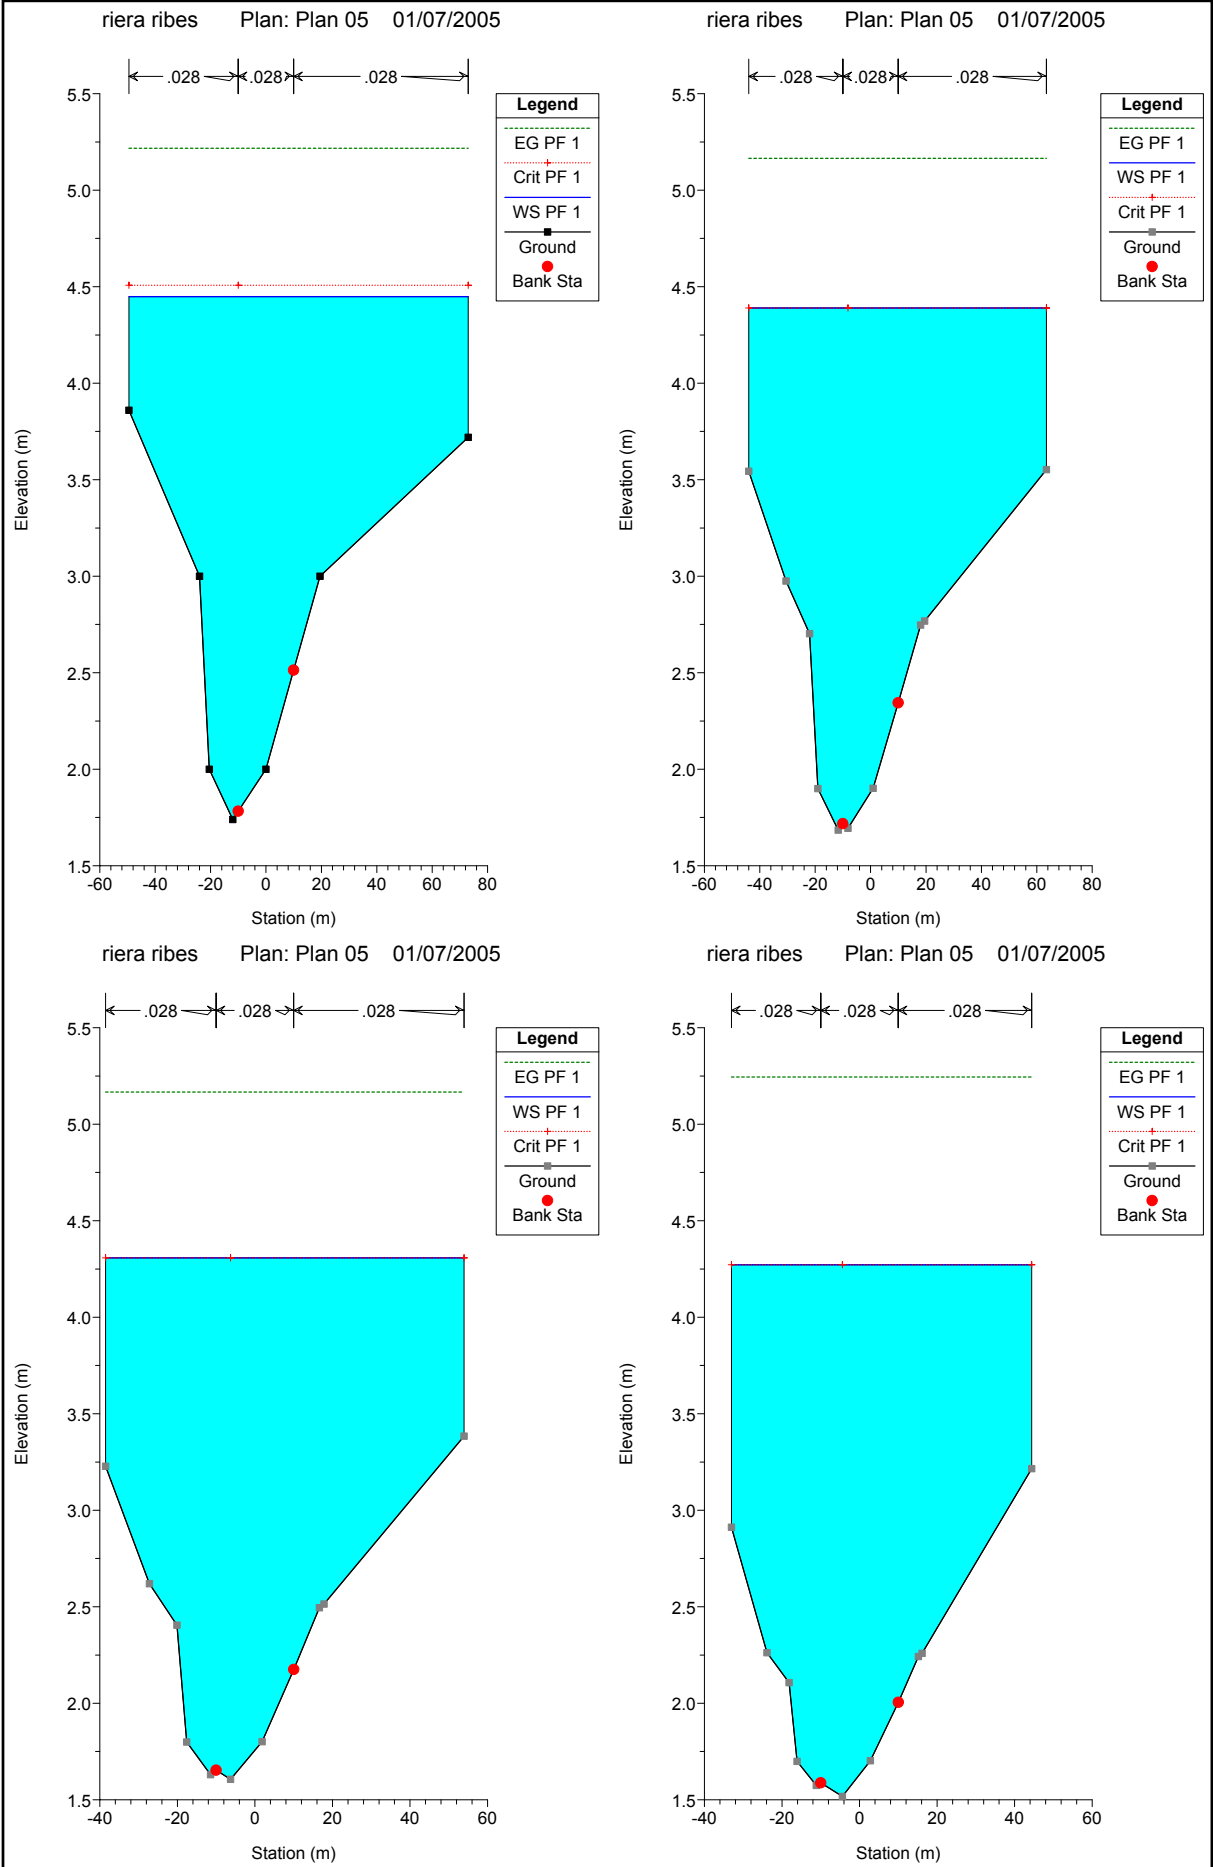 riera ribes Plan: Plan 05 01/07/2005
.028 .028 .028
Legend
EG PF 1
Crit PF 1
WS PF 1
Ground
Bank Sta
5.5
5.0
4.5
4.0
3.5
3.0
2.5
2.0
1.5
Elevation (m)
-60 -40 -20 0 20 40 60 80
Station (m)
riera ribes Plan: Plan 05 01/07/2005
.028 .028 .028
Legend
EG PF 1
WS PF 1
Crit PF 1
Ground
Bank Sta
5.5
5.0
4.5
4.0
3.5
3.0
2.5
2.0
1.5
Elevation (m)
-60 -40 -20 0 20 40 60 80
Station (m)
riera ribes Plan: Plan 05 01/07/2005
.028 .028 .028
Legend
EG PF 1
WS PF 1
Crit PF 1
Ground
Bank Sta
5.5
5.0
4.5
4.0
3.5
3.0
2.5
2.0
1.5
Elevation (m)
-40 -20 0 20 40 60
Station (m)
riera ribes Plan: Plan 05 01/07/2005
.028 .028 .028
Legend
EG PF 1
WS PF 1
Crit PF 1
Ground
Bank Sta
5.5
5.0
4.5
4.0
3.5
3.0
2.5
2.0
1.5
Elevation (m)
-40 -20 0 20 40 60
Station (m)